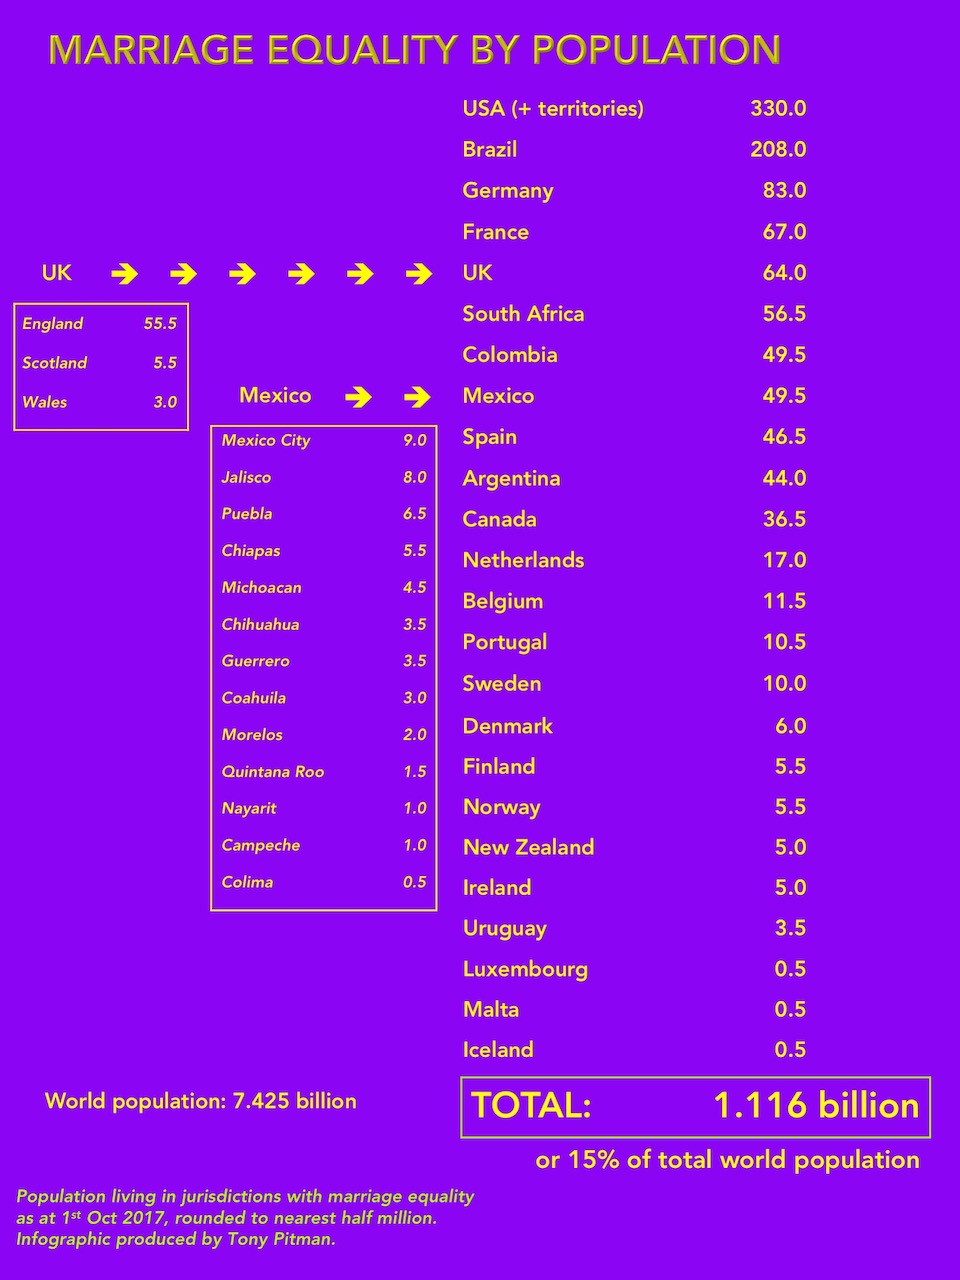 MARRIAGE EQUALITY BY POPULATION
USA (+ territories) 330.0
Brazil 208.0
Germany 83.0
France 67.0
UK ➔ ➔ ➔ ➔ ➔ ➔ UK 64.0
England 55.5
Scotland 5.5
Wales 3.0
South Africa 56.5
Colombia 49.5
Mexico ➔ ➔ Mexico 49.5
Mexico City 9.0
Jalisco 8.0
Puebla 6.5
Chiapas 5.5
Michoacan 4.5
Chihuahua 3.5
Guerrero 3.5
Coahuila 3.0
Morelos 2.0
Quintana Roo 1.5
Nayarit 1.0
Campeche 1.0
Colima 0.5
Spain 46.5
Argentina 44.0
Canada 36.5
Netherlands 17.0
Belgium 11.5
Portugal 10.5
Sweden 10.0
Denmark 6.0
Finland 5.5
Norway 5.5
New Zealand 5.0
Ireland 5.0
Uruguay 3.5
Luxembourg 0.5
Malta 0.5
Iceland 0.5
World population: 7.425 billion
TOTAL: 1.116 billion
or 15% of total world population
Population living in jurisdictions with marriage equality
as at 1st Oct 2017, rounded to nearest half million.
Infographic produced by Tony Pitman.